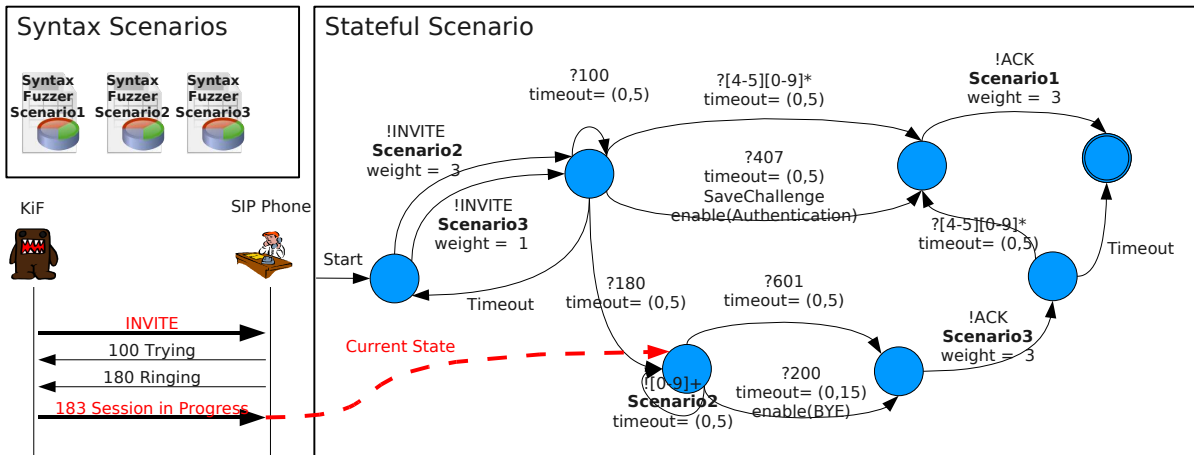 Syntax Scenarios
Syntax
Fuzzer
Scenario1
Syntax
Fuzzer
Scenario2
Syntax
Fuzzer
Scenario3
KiF
SIP Phone
INVITE
100 Trying
180 Ringing
183 Session in Progress
Stateful Scenario
?100
timeout= (0,5)
?[4-5][0-9]*
timeout= (0,5)
!ACK
Scenario1
weight = 3
!INVITE
Scenario2
weight = 3
?407
timeout= (0,5)
SaveChallenge
enable(Authentication)
!INVITE
Scenario3
weight = 1
?[4-5][0-9]*
timeout= (0,5)
Timeout
Start
Timeout
?180
timeout= (0,5)
?601
timeout= (0,5)
!ACK
Scenario3
weight = 3
Current State
![0-9]+
Scenario2
timeout= (0,5)
?200
timeout= (0,15)
enable(BYE)